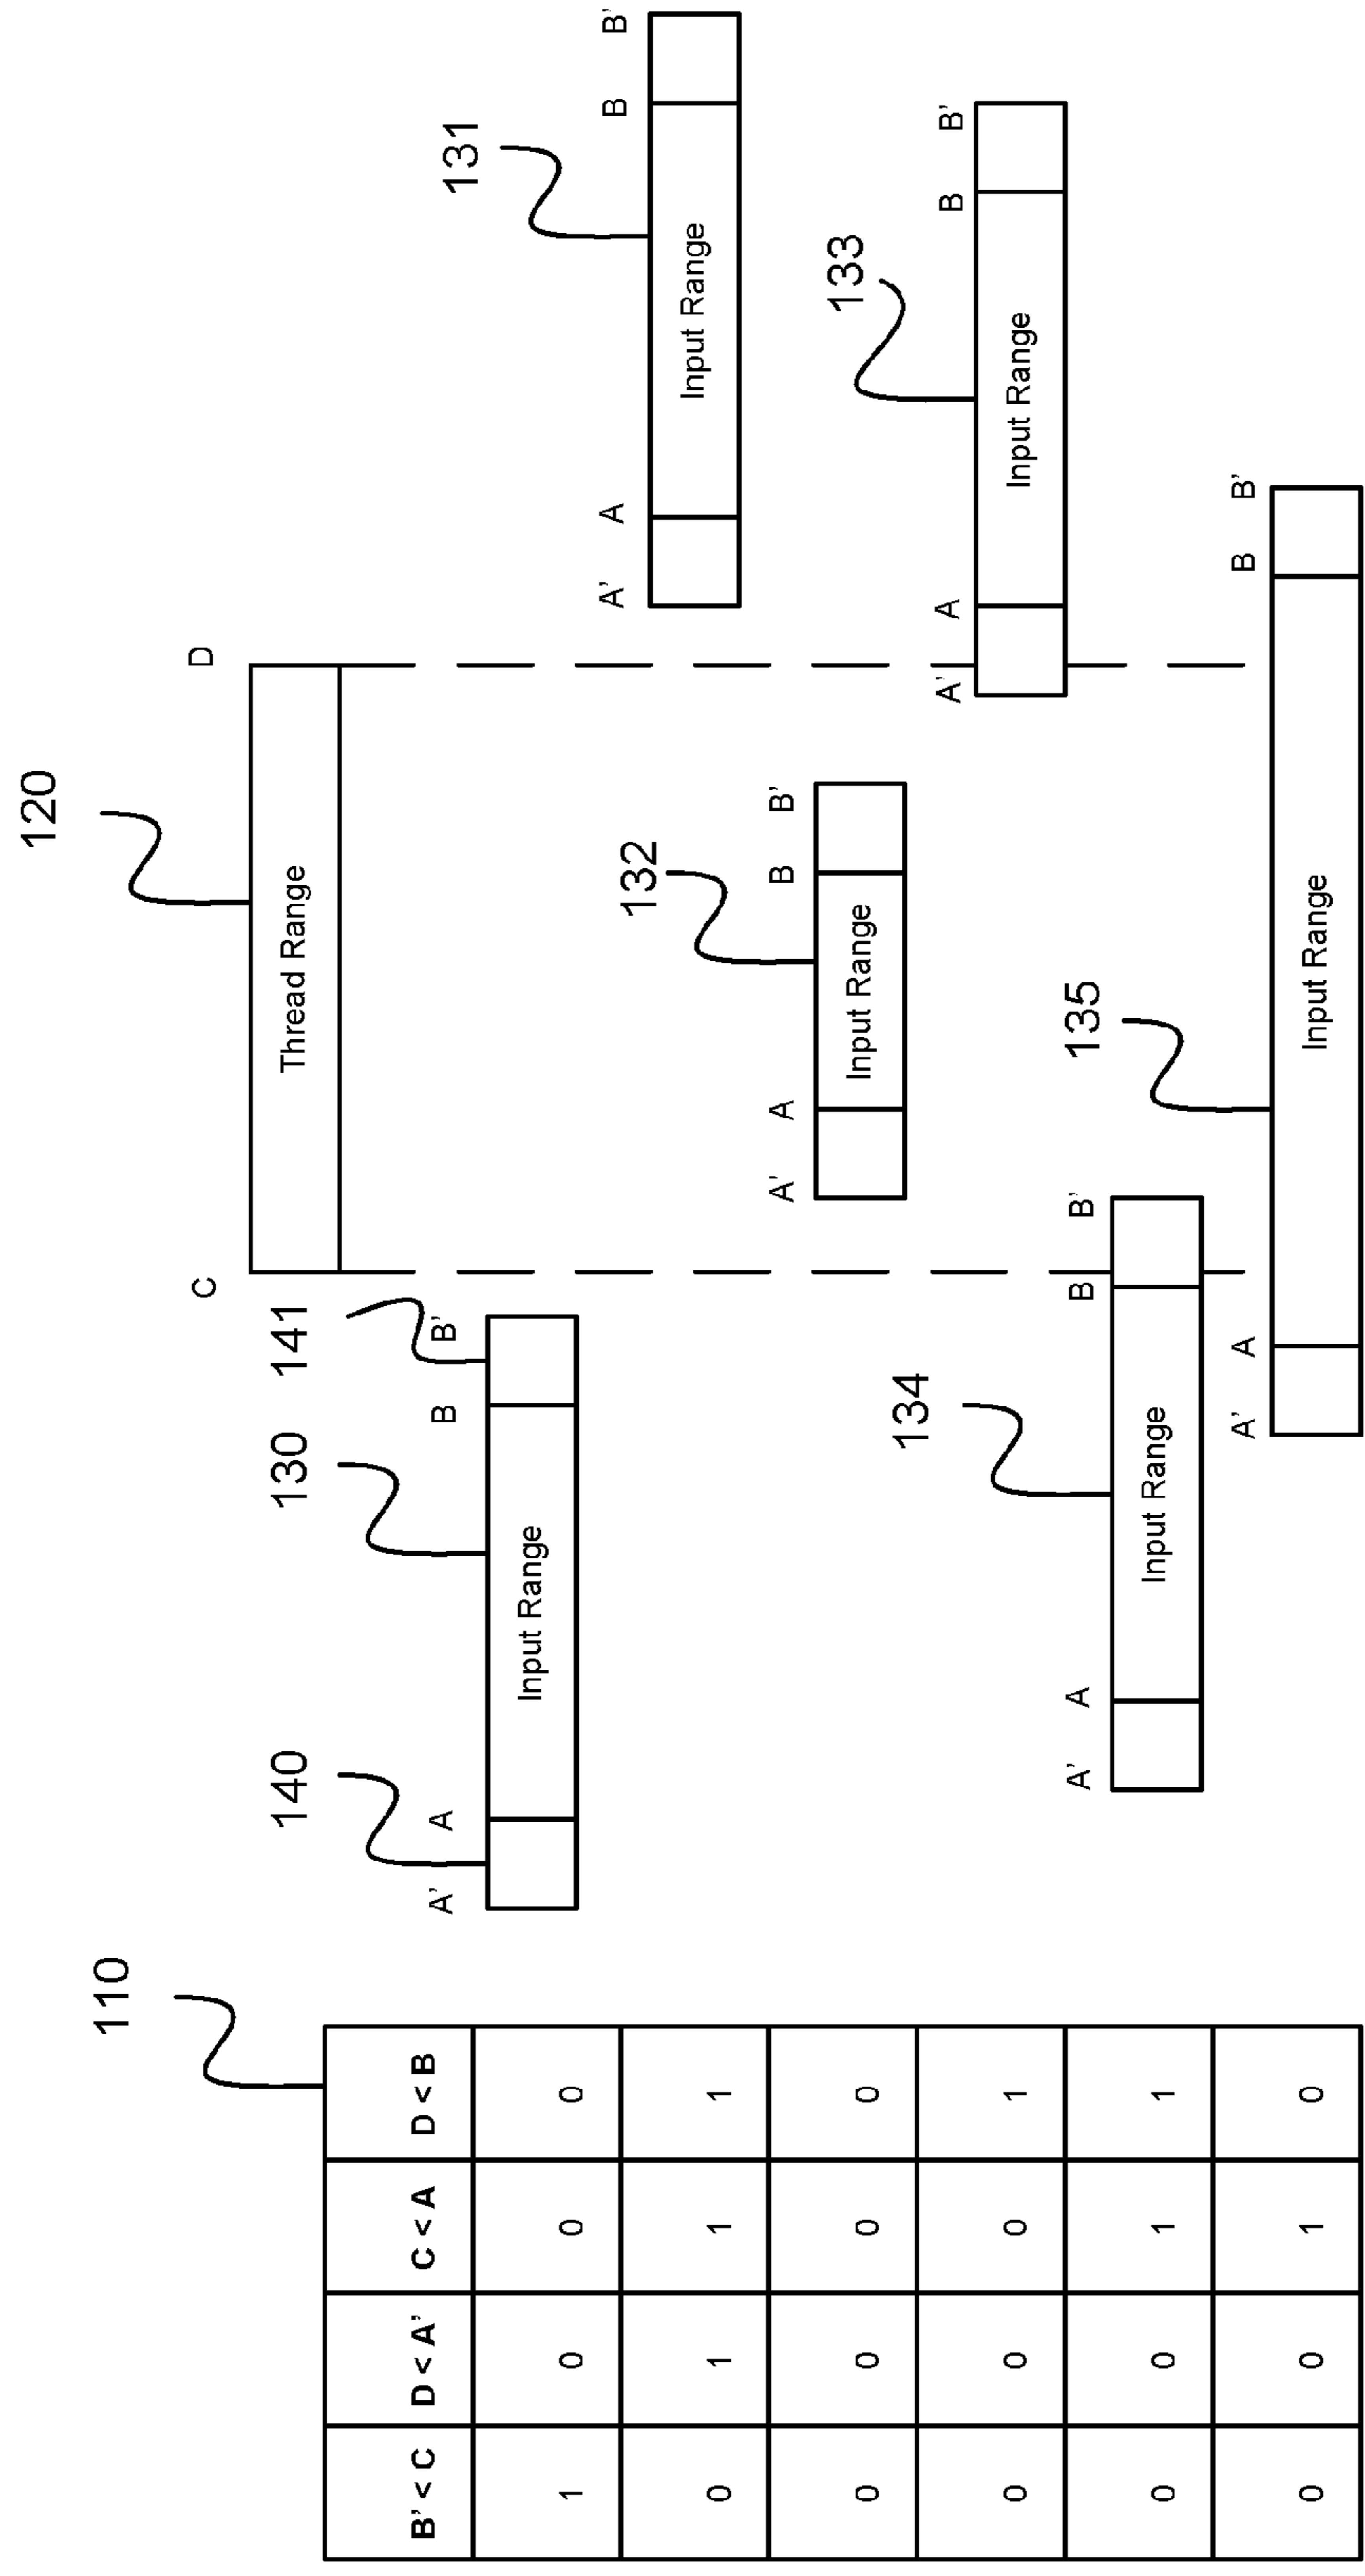 110
B' < C D < A' C < A D < B
1 0 0 0
0 1 1 1
0 0 0 0
0 0 0 1
0 0 1 1
0 0 1 0
120
C D
Thread Range
140 130 141
A' A B B'
Input Range
131
A' A B B'
Input Range
132
A' A B B'
Input Range
133
A' A B B'
Input Range
134
A' A B B'
Input Range
135
A' A B B'
Input Range